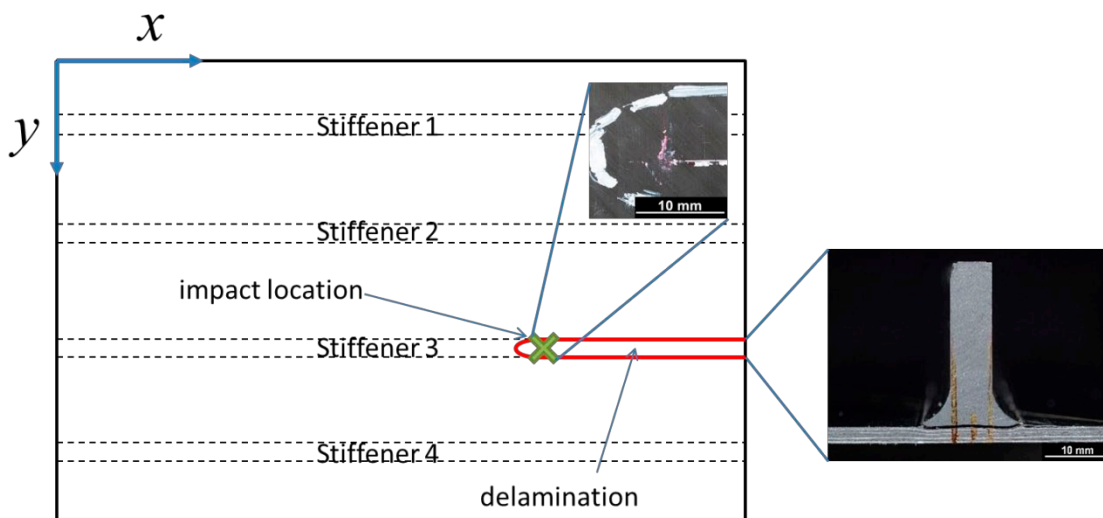 x
y
Stiffener 1
10 mm
Stiffener 2
impact location
Stiffener 3
10 mm
Stiffener 4
delamination